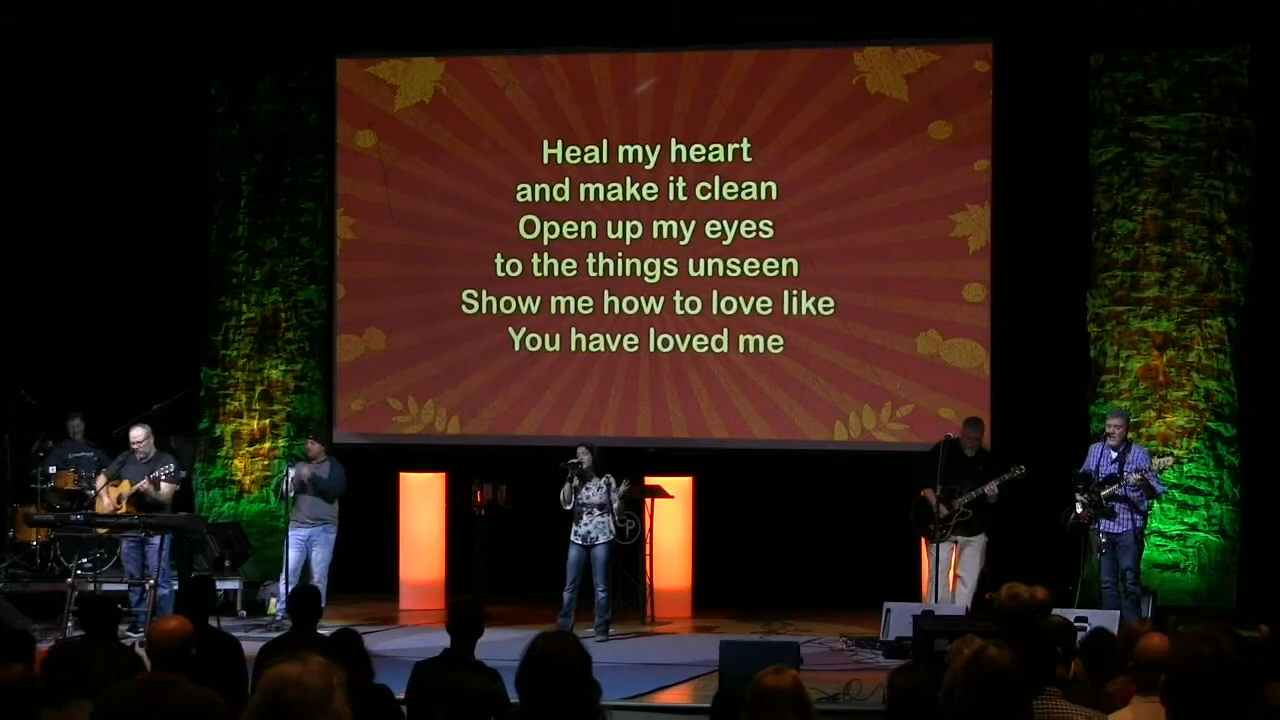 Heal my heart
and make it clean
Open up my eyes
to the things unseen
Show me how to love like
You have loved me